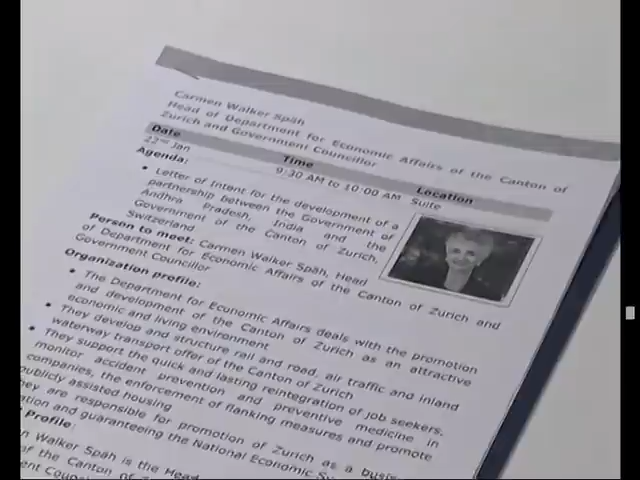 Carmen Walker Späh
Head of Department for Economic Affairs of the Canton of
Zurich and Government Councillor
Date Time Location
22nd Jan 9:30 AM to 10:00 AM Suite
Agenda:
• Letter of Intent for the development of a
partnership between the Government of
Andhra Pradesh, India and the
Government of the Canton of Zurich,
Switzerland
Person to meet: Carmen Walker Späh, Head
of Department for Economic Affairs of the Canton of Zurich and
Government Councillor
Organization profile:
• The Department for Economic Affairs deals with the promotion
and development of the Canton of Zurich as an attractive
economic and living environment
• They develop and structure rail and road, air traffic and inland
waterway transport offer of the Canton of Zurich
• They support the quick and lasting reintegration of job seekers,
monitor accident prevention and preventive medicine in
companies, the enforcement of flanking measures and promote
publicly assisted housing
are responsible for promotion of Zurich as a
and guaranteeing the National Economic
Profile:
Walker Späh is the Head
of the Canton of